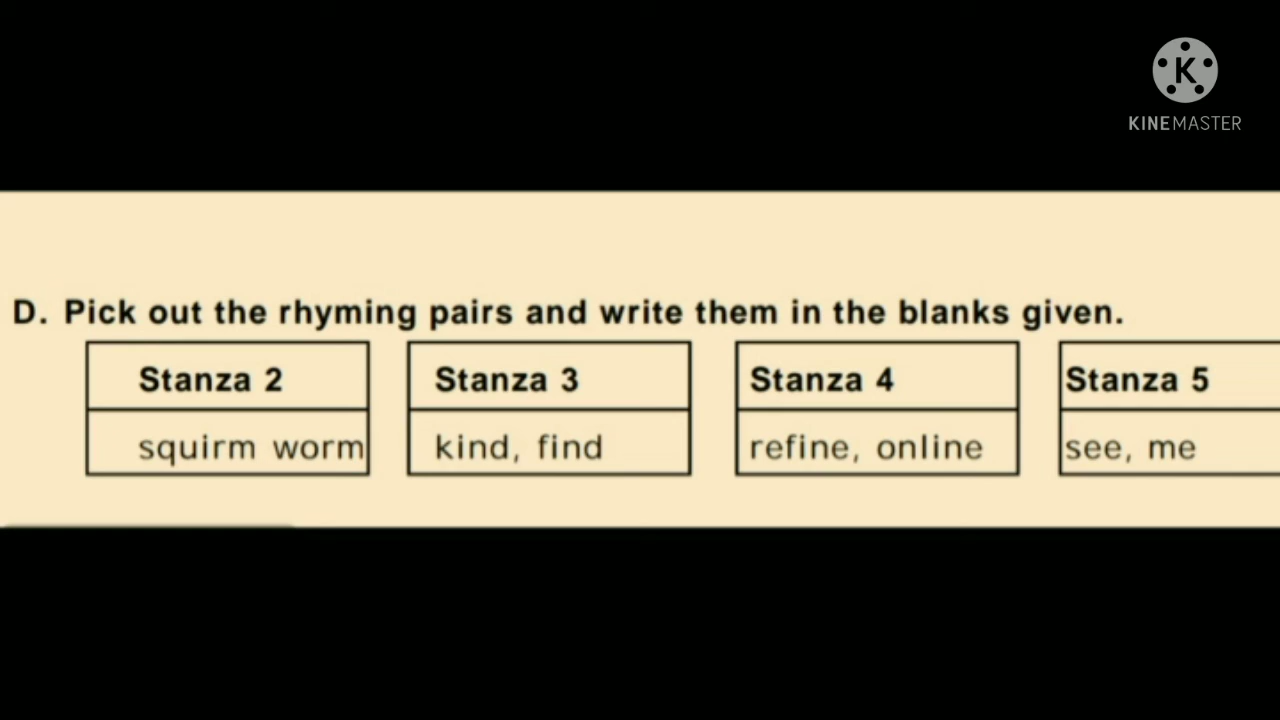 K
KINEMASTER
D. Pick out the rhyming pairs and write them in the blanks given.
Stanza 2 Stanza 3 Stanza 4 Stanza 5
squirm worm kind, find refine, online see, me